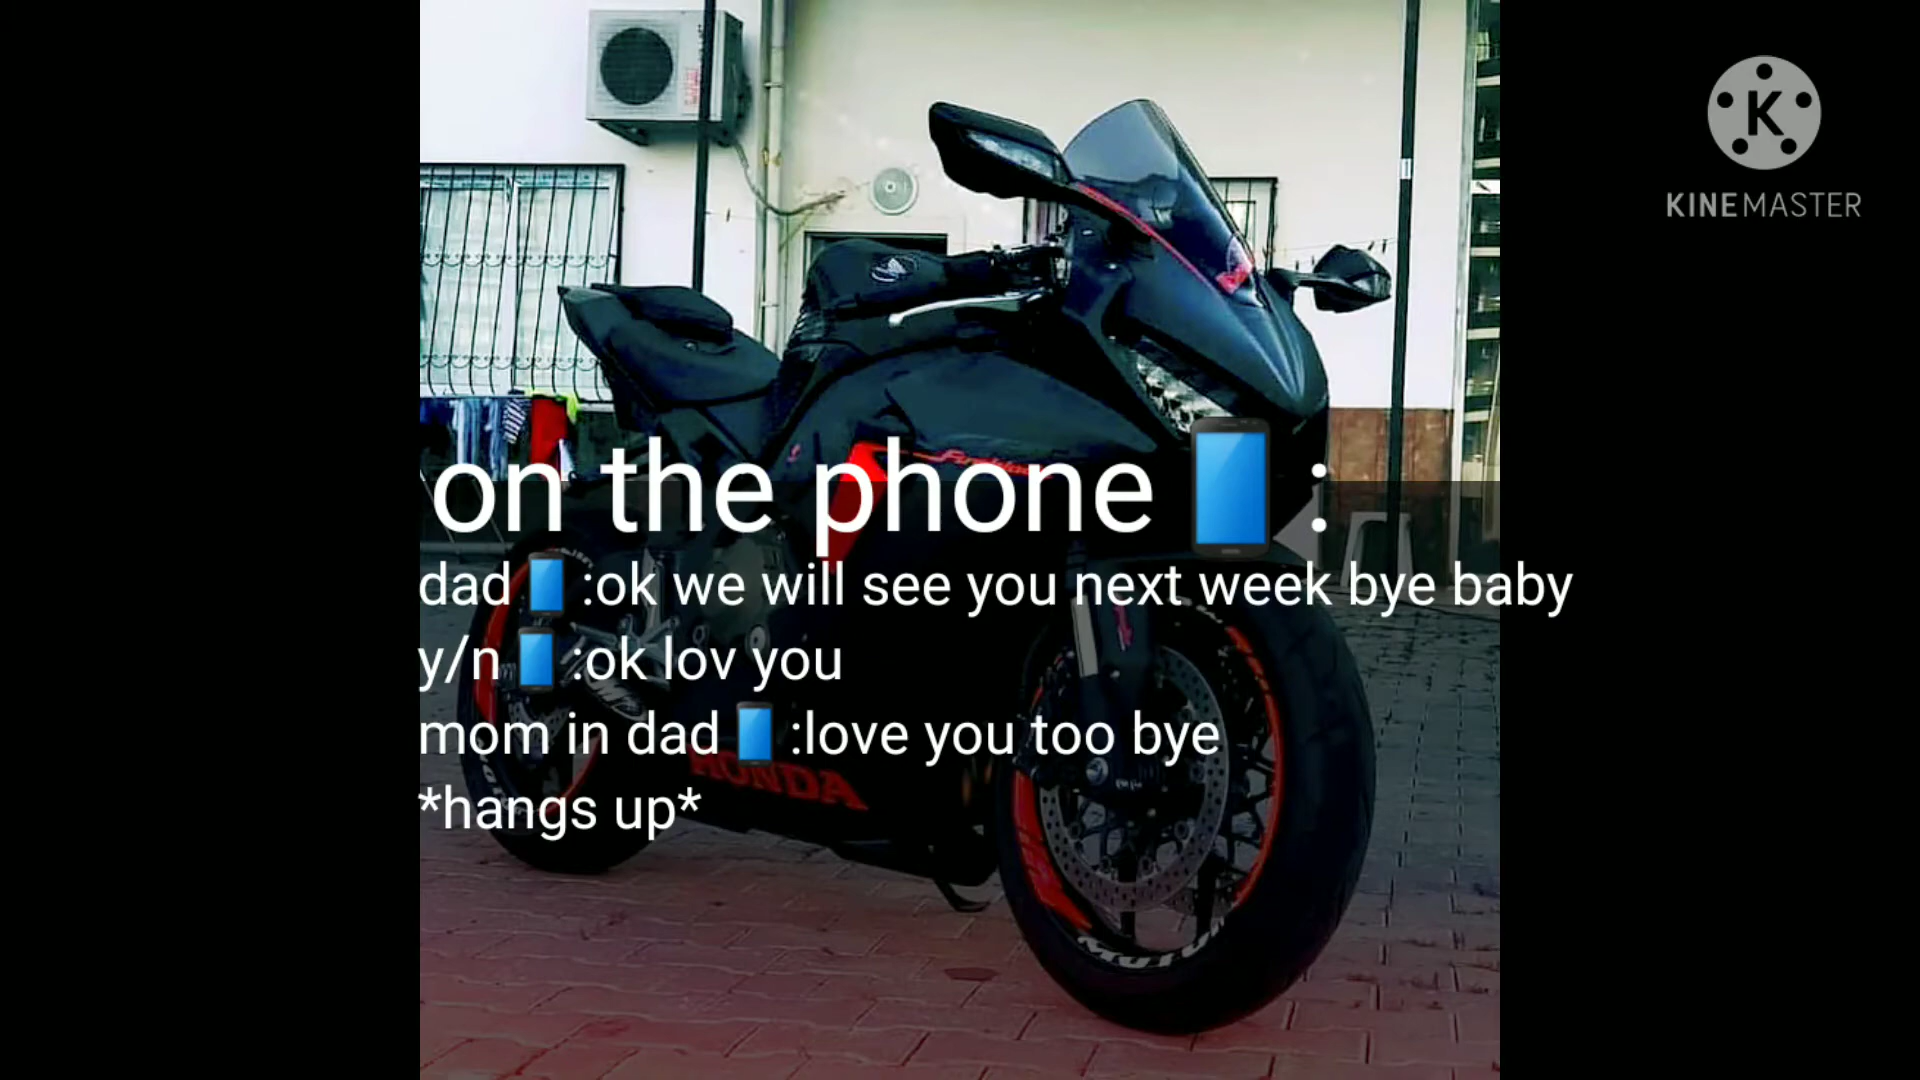 KINEMASTER
on the phone📱:
dad📱:ok we will see you next week bye baby
y/n📱:ok lov you
mom in dad📱:love you too bye
*hangs up*
HONDA